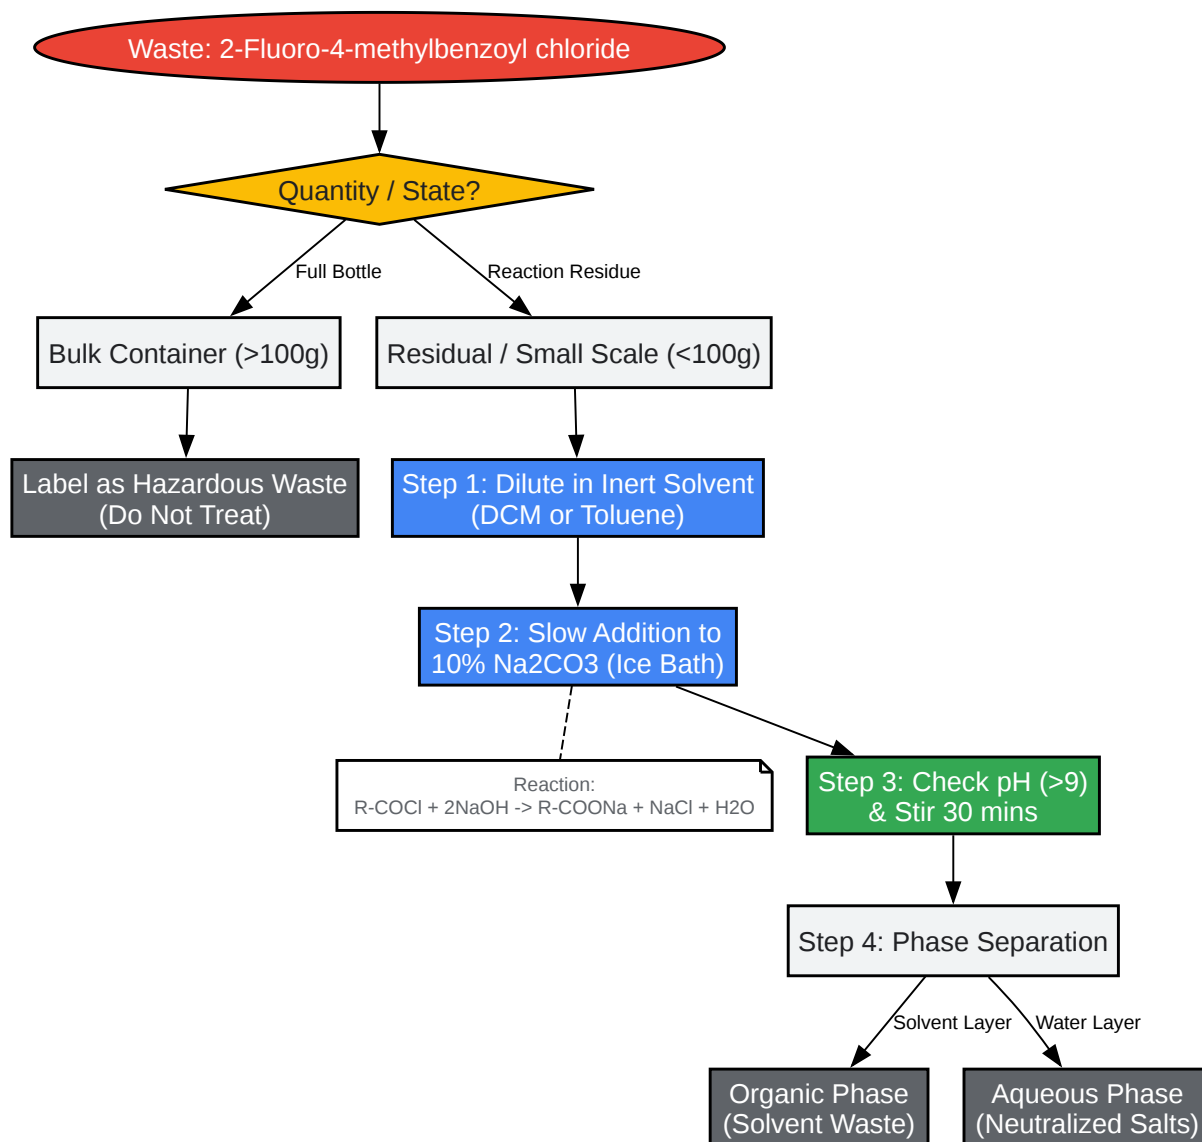 Waste: 2-Fluoro-4-methylbenzoyl chloride
Quantity / State?
Full Bottle
Reaction Residue
Bulk Container (>100g)
Residual / Small Scale (<100g)
Label as Hazardous Waste
(Do Not Treat)
Step 1: Dilute in Inert Solvent
(DCM or Toluene)
Step 2: Slow Addition to
10% Na2CO3 (Ice Bath)
Reaction:
R-COCl + 2NaOH -> R-COONa + NaCl + H2O
Step 3: Check pH (>9)
& Stir 30 mins
Step 4: Phase Separation
Solvent Layer
Water Layer
Organic Phase
(Solvent Waste)
Aqueous Phase
(Neutralized Salts)